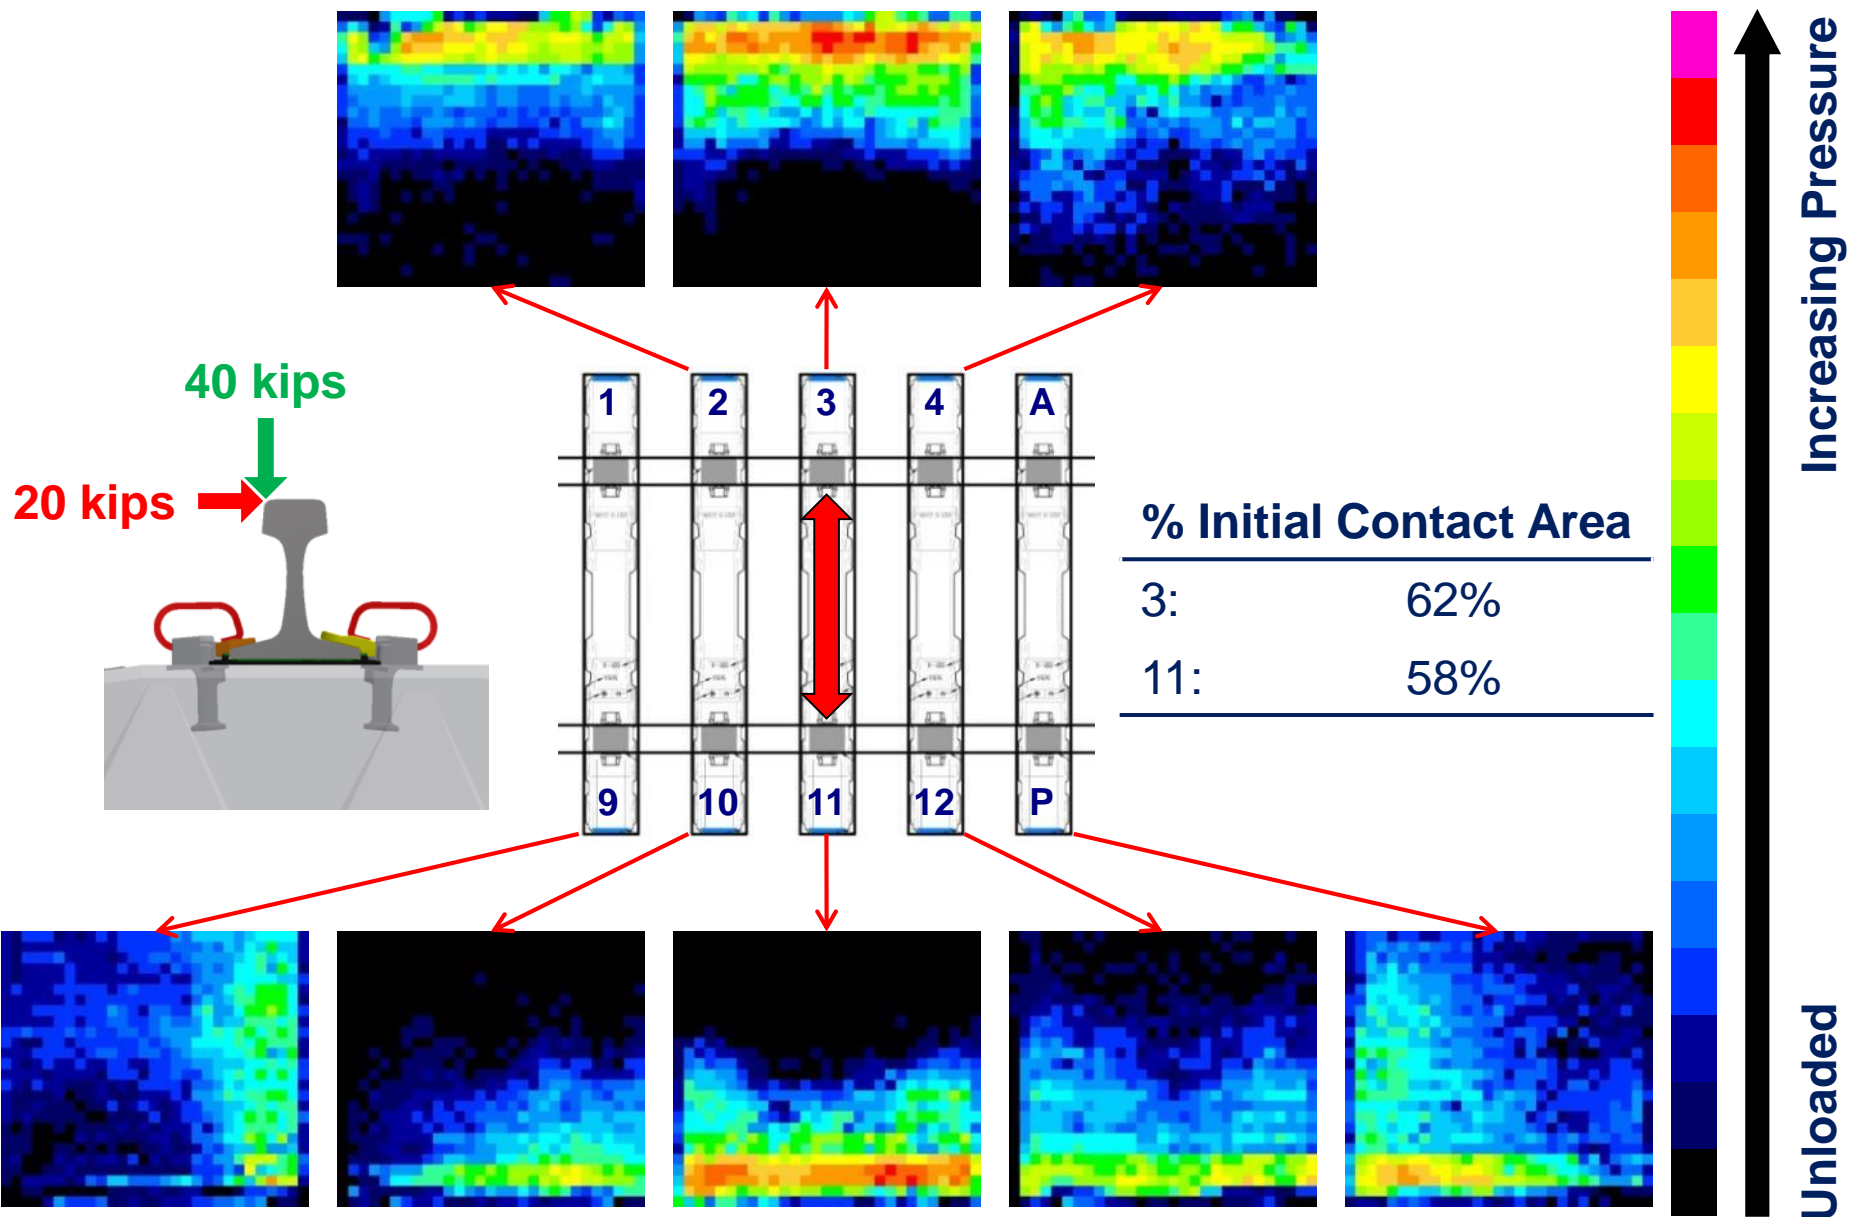 40 kips
20 kips
1 2 3 4 A
9 10 11 12 P
% Initial Contact Area
3: 62%
11: 58%
Increasing Pressure
Unloaded